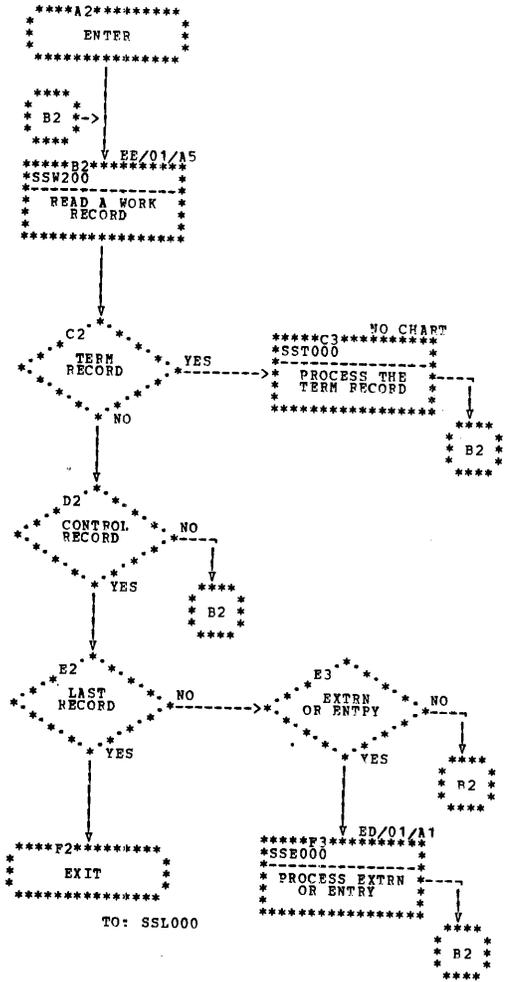 A2
ENTER
B2
EE/01/A5
B2
SSW200
READ A WORK
RECORD
C2
TERM
RECORD
YES
NO
NO CHART
C3
SST000
PROCESS THE
TERM RECORD
B2
D2
CONTROL
RECORD
NO
YES
B2
E2
LAST
RECORD
NO
YES
E3
EXTRN
OR ENTPY
NO
YES
B2
F2
EXIT
TO: SSL000
ED/01/A1
F3
SSE000
PROCESS EXTRN
OR ENTRY
B2